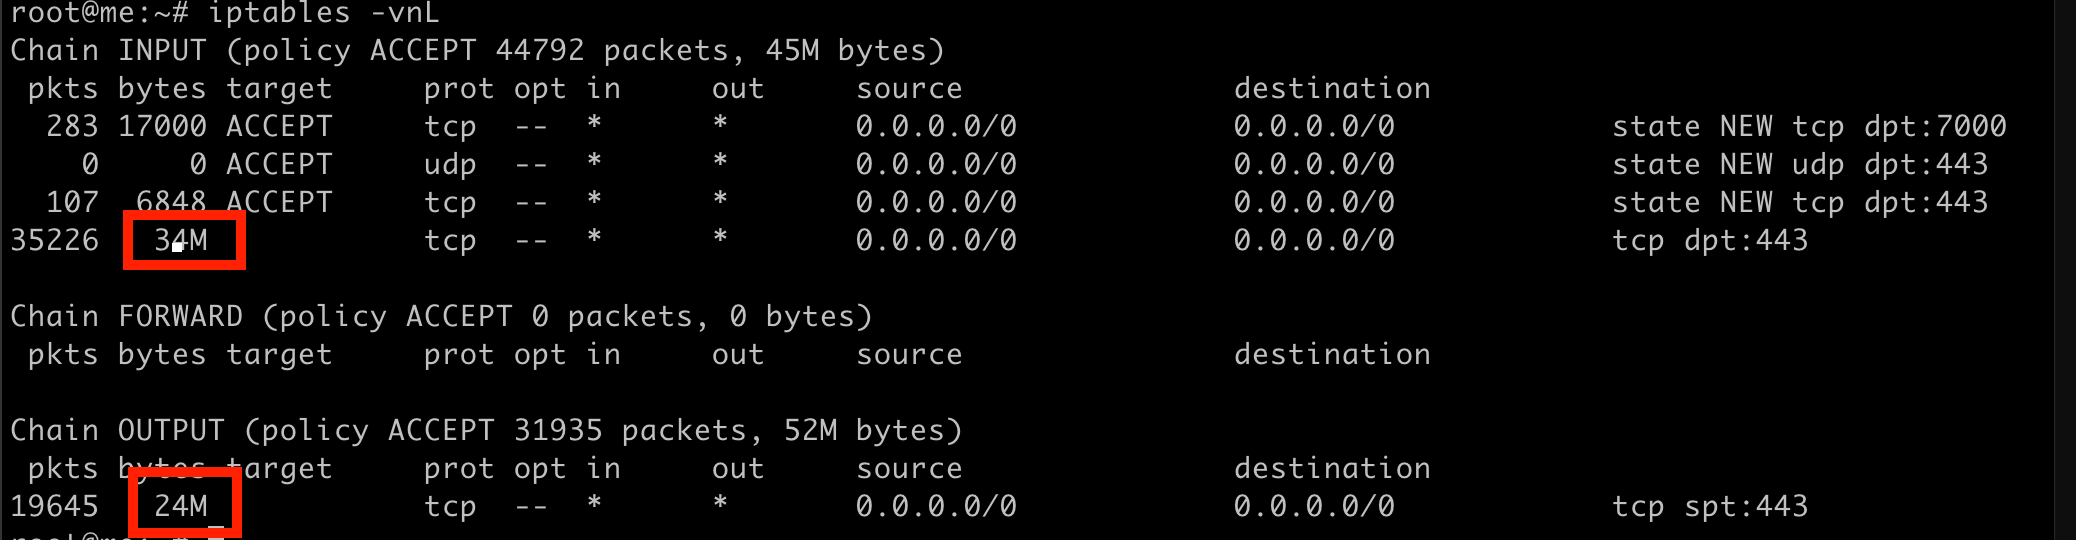 root@me:~# iptables -vnL
Chain INPUT (policy ACCEPT 44792 packets, 45M bytes)
 pkts bytes target     prot opt in     out     source               destination
  283 17000 ACCEPT     tcp  --  *      *       0.0.0.0/0            0.0.0.0/0            state NEW tcp dpt:7000
    0     0 ACCEPT     udp  --  *      *       0.0.0.0/0            0.0.0.0/0            state NEW udp dpt:443
  107  6848 ACCEPT     tcp  --  *      *       0.0.0.0/0            0.0.0.0/0            state NEW tcp dpt:443
35226   34M            tcp  --  *      *       0.0.0.0/0            0.0.0.0/0            tcp dpt:443
Chain FORWARD (policy ACCEPT 0 packets, 0 bytes)
 pkts bytes target     prot opt in     out     source               destination
Chain OUTPUT (policy ACCEPT 31935 packets, 52M bytes)
 pkts bytes target     prot opt in     out     source               destination
19645   24M            tcp  --  *      *       0.0.0.0/0            0.0.0.0/0            tcp spt:443